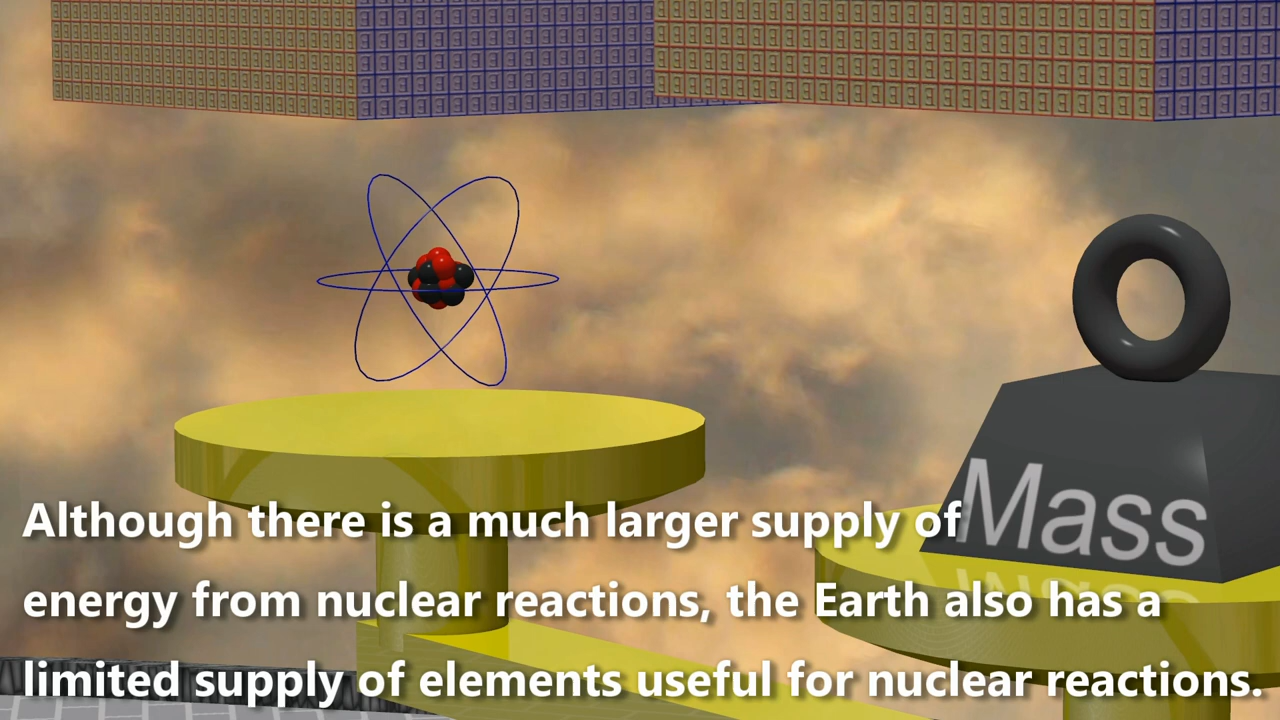 Mass
Although there is a much larger supply of
energy from nuclear reactions, the Earth also has a
limited supply of elements useful for nuclear reactions.